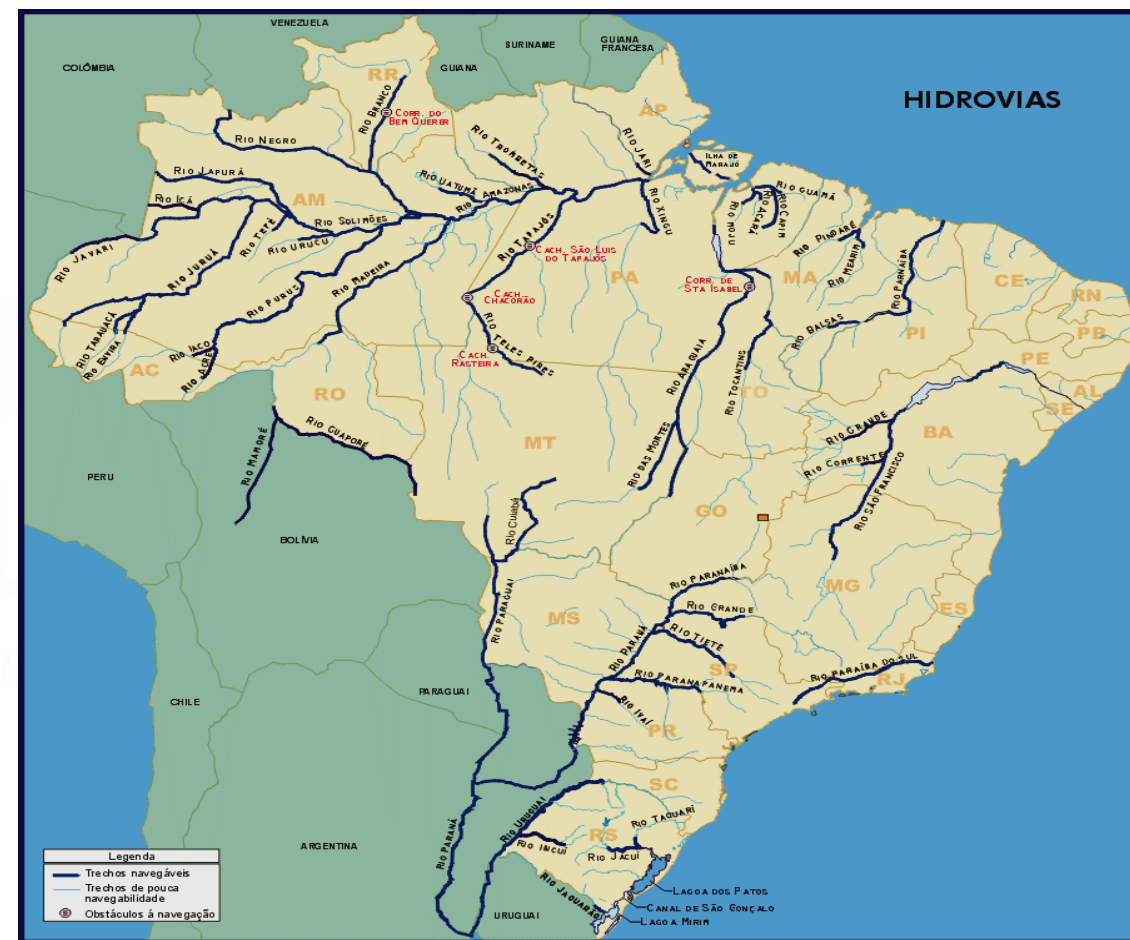 HIDROVIAS
VENEZUELA
SURINAME
GUIANA
FRANCESA
COLÔMBIA
GUIANA
RR
RIO BRANCO
CORR. DO
BEM QUERER
AP
RIO NEGRO
RIO TROMBETAS
RIO JARI
ILHA DE
MARAJÓ
RIO JAPURÁ
RIO UATUMÃ
RIO AMAZONAS
RIO GUAMÁ
RIO IÇÁ
AM
RIO TEFÉ
RIO SOLIMÕES
RIO XINGU
RIO MOJU
RIO ACARÁ
RIO CAPIM
RIO JAVARI
RIO JURUÁ
RIO URUCU
RIO TAPAJÓS
CACH. SÃO LUIS
DO TAPAJÓS
RIO PINDARÉ
RIO MEARIM
RIO PARNAÍBA
RIO PURUS
RIO MADEIRA
PA
MA
CE
CORR. DE
STA ISABEL
RN
CACH.
CHACORÃO
RIO TARAUACÁ
RIO ENVIRA
RIO IACO
RIO ACRE
AC
RIO TELES PIRES
CACH.
RASTEIRA
RIO BALSAS
PI
PB
PE
AL
SE
RO
RIO ARAGUAIA
RIO TOCANTINS
TO
RIO GUAPORÉ
RIO MAMORÉ
MT
RIO DAS MORTES
RIO GRANDE
BA
RIO CORRENTE
RIO SÃO FRANCISCO
PERU
BOLÍVIA
RIO CUIABÁ
GO
RIO PARAGUAI
MS
RIO PARANAÍBA
MG
ES
RIO GRANDE
RIO TIETÊ
RIO PARANÁ
SP
RIO PARAÍBA DO SUL
RJ
RIO PARANAPANEMA
PARAGUAI
CHILE
RIO IVAÍ
PR
SC
RIO URUGUAI
RIO PARANÁ
RIO TAQUARÍ
RS
RIO JACUÍ
ARGENTINA
RIO JAGUARÃO
LAGOA DOS PATOS
CANAL DE SÃO GONÇALO
LAGOA MIRIM
URUGUAI
Legenda
Trechos navegáveis
Trechos de pouca
navegabilidade
Obstáculos á navegação